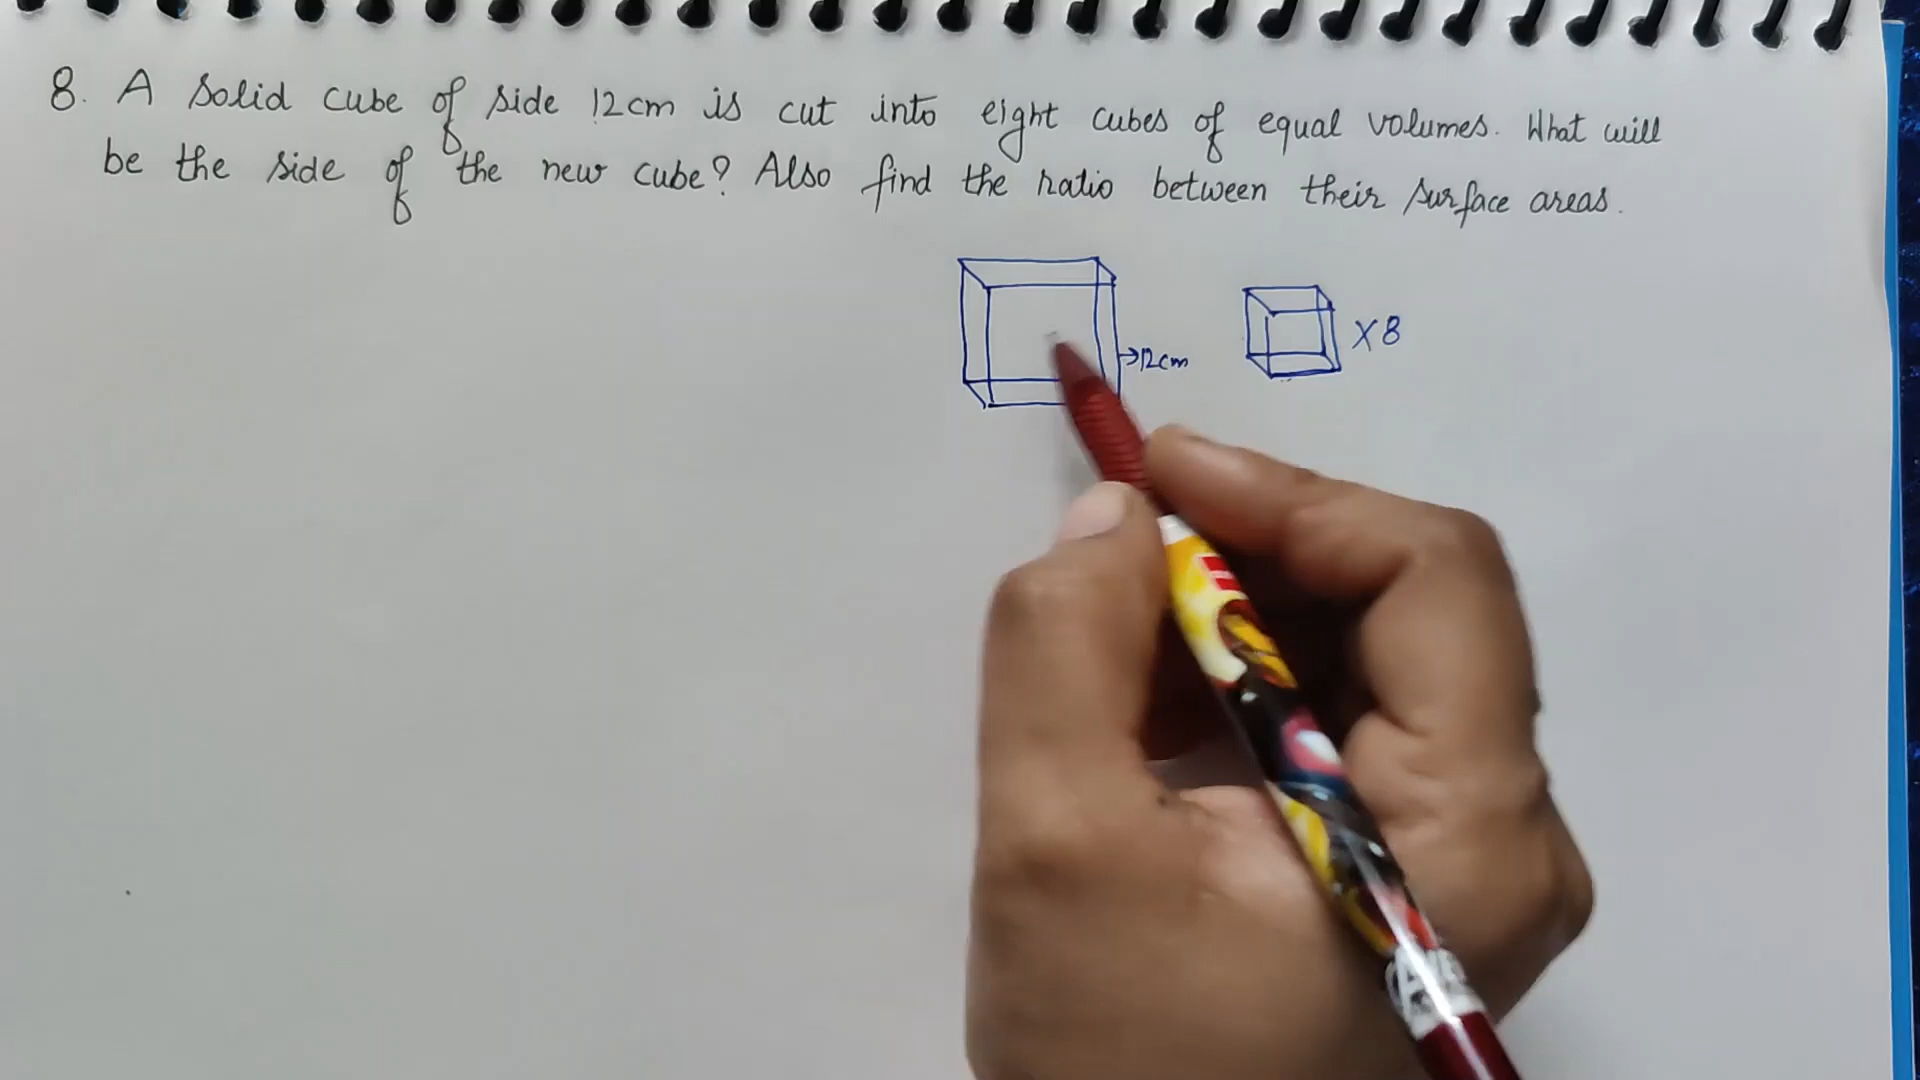 8. A solid cube of side 12cm is cut into eight cubes of equal volumes. What will
be the side of the new cube? Also find the ratio between their surface areas.
→12cm
X8